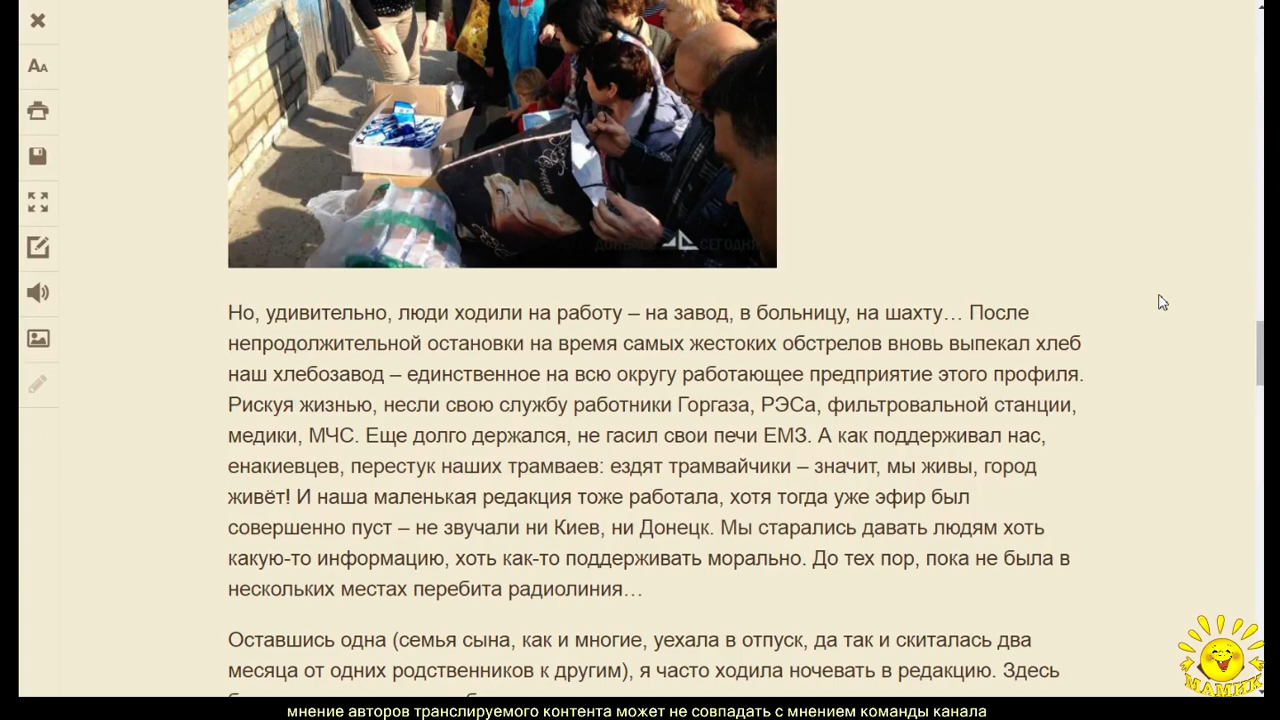 ДОНБАСС СЕГОДНЯ
Но, удивительно, люди ходили на работу – на завод, в больницу, на шахту… После
непродолжительной остановки на время самых жестоких обстрелов вновь выпекал хлеб
наш хлебозавод – единственное на всю округу работающее предприятие этого профиля.
Рискуя жизнью, несли свою службу работники Горгаза, РЭСа, фильтровальной станции,
медики, МЧС. Еще долго держался, не гасил свои печи ЕМЗ. А как поддерживал нас,
енакиевцев, перестук наших трамваев: ездят трамвайчики – значит, мы живы, город
живёт! И наша маленькая редакция тоже работала, хотя тогда уже эфир был
совершенно пуст – не звучали ни Киев, ни Донецк. Мы старались давать людям хоть
какую-то информацию, хоть как-то поддерживать морально. До тех пор, пока не была в
нескольких местах перебита радиолиния…
Оставшись одна (семья сына, как и многие, уехала в отпуск, да так и скиталась два
месяца от одних родственников к другим), я часто ходила ночевать в редакцию. Здесь
МАМИК
мнение авторов транслируемого контента может не совпадать с мнением команды канала